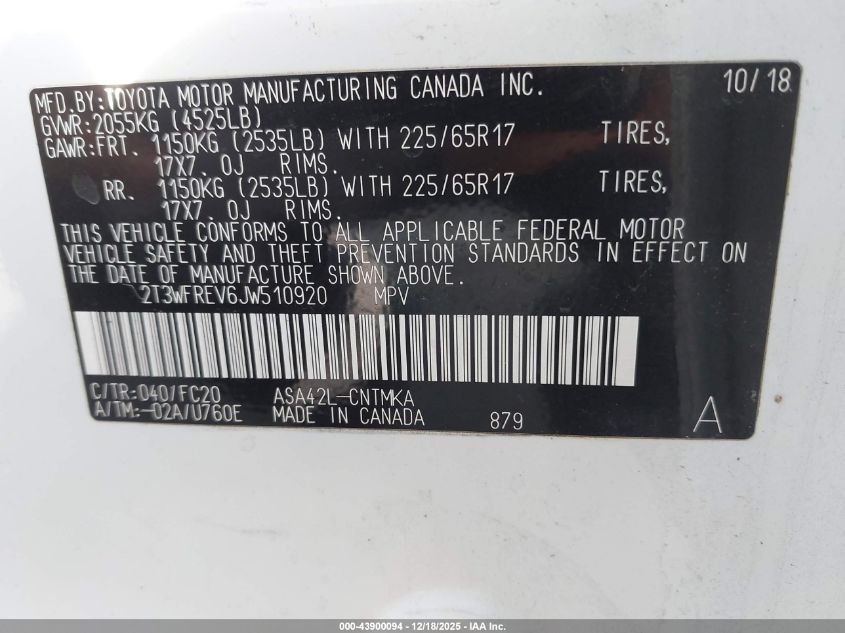 MFD.BY:TOYOTA MOTOR MANUFACTURING CANADA INC. 10/18
GVWR:2055KG (4525LB)
GAWR:FRT. 1150KG (2535LB) WITH 225/65R17 TIRES,
17X7.0J RIMS.
RR. 1150KG (2535LB) WITH 225/65R17 TIRES,
17X7.0J RIMS.
THIS VEHICLE CONFORMS TO ALL APPLICABLE FEDERAL MOTOR
VEHICLE SAFETY AND THEFT PREVENTION STANDARDS IN EFFECT ON
THE DATE OF MANUFACTURE SHOWN ABOVE.
2T3WFREV6JW510920 MPV
C/TR:040/FC20 ASA42L-CNTMKA
A/TM:-02A/U760E MADE IN CANADA 879 A
000-43900094 - 12/18/2025 - IAA Inc.